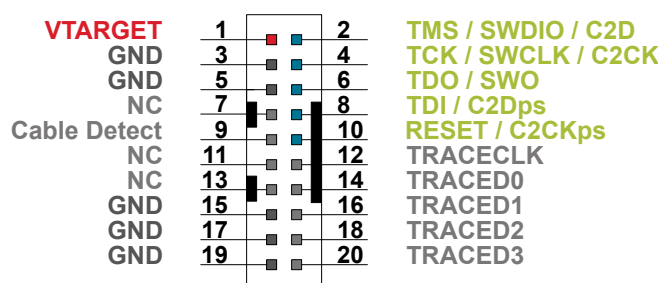 VTARGET 1 2 TMS / SWDIO / C2D
GND 3 4 TCK / SWCLK / C2CK
GND 5 6 TDO / SWO
NC 7 8 TDI / C2Dps
Cable Detect 9 10 RESET / C2CKps
NC 11 12 TRACECLK
NC 13 14 TRACED0
GND 15 16 TRACED1
GND 17 18 TRACED2
GND 19 20 TRACED3